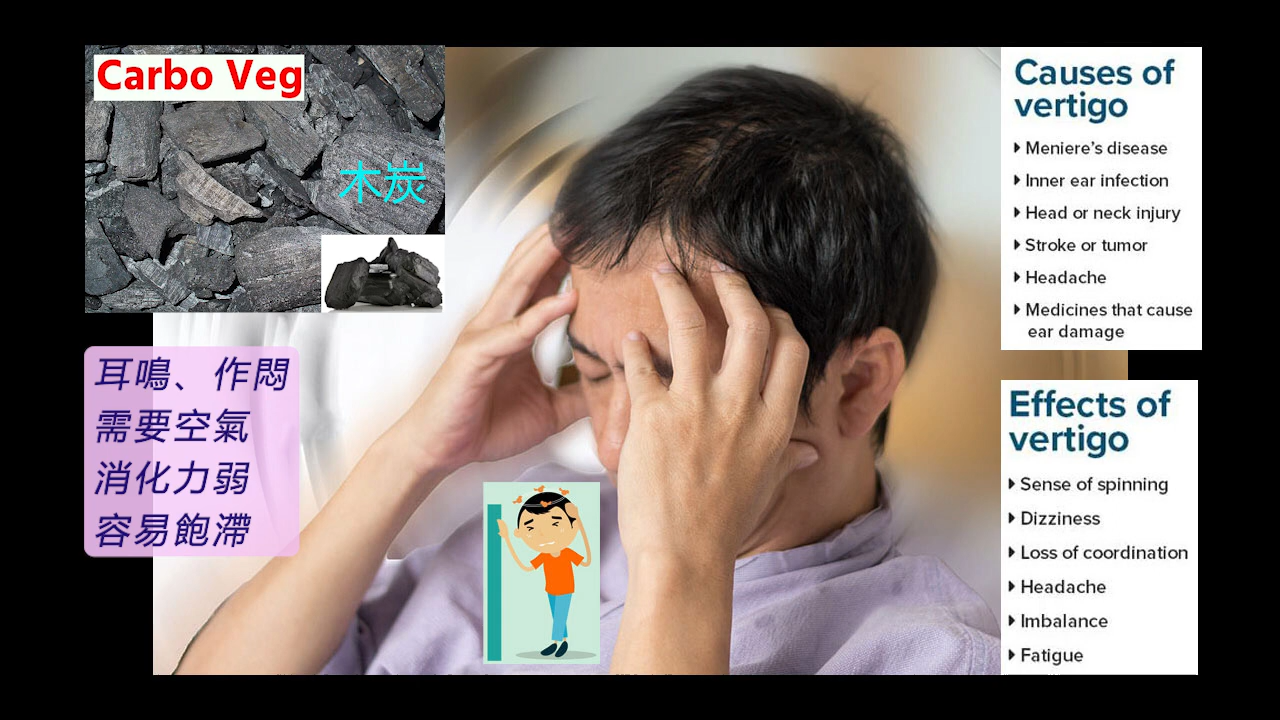 Carbo Veg
木炭
耳鳴、作悶
需要空氣
消化力弱
容易飽滯
Causes of
vertigo
Meniere's disease
Inner ear infection
Head or neck injury
Stroke or tumor
Headache
Medicines that cause
ear damage
Effects of
vertigo
Sense of spinning
Dizziness
Loss of coordination
Headache
Imbalance
Fatigue